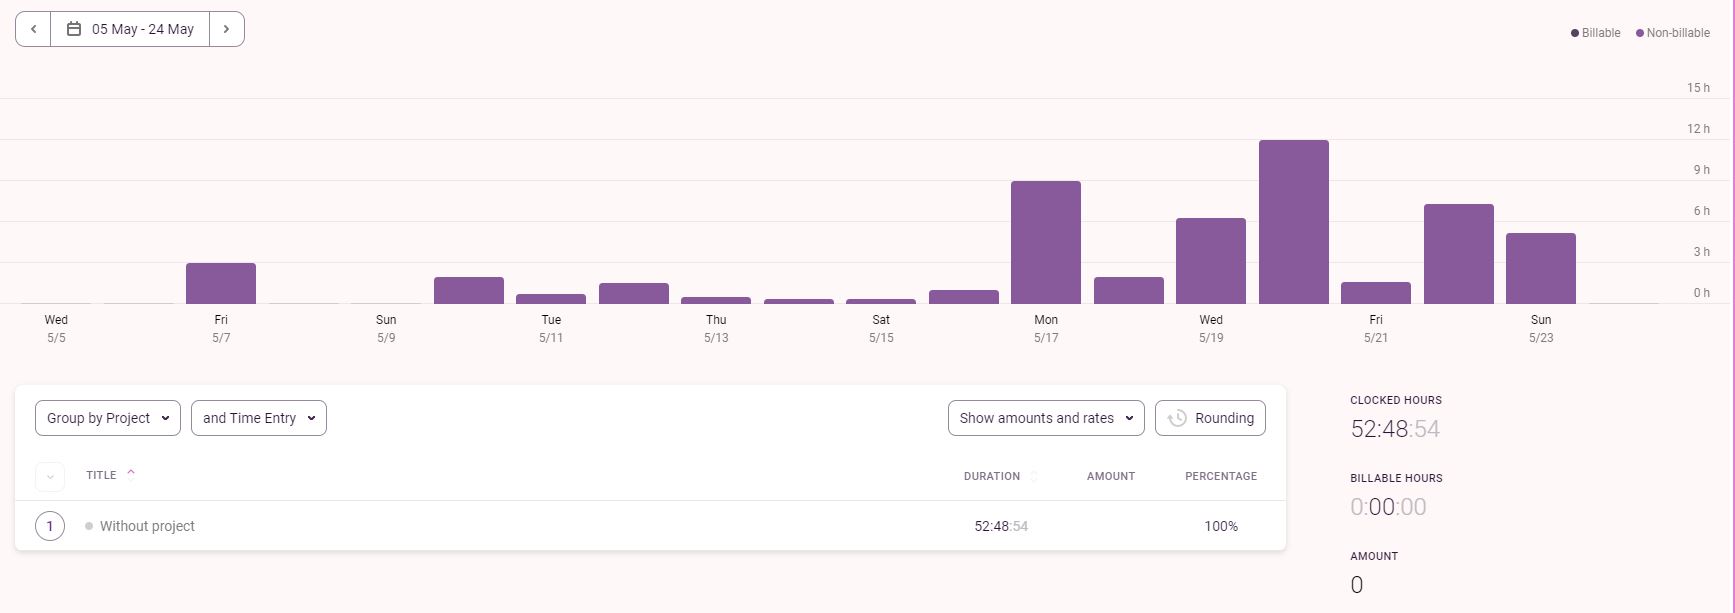 05 May - 24 May
Billable Non-billable
15 h
12 h
9 h
6 h
3 h
0 h
Wed Fri Sun Tue Thu Sat Mon Wed Fri Sun
5/5 5/7 5/9 5/11 5/13 5/15 5/17 5/19 5/21 5/23
Group by Project and Time Entry Show amounts and rates Rounding
TITLE DURATION AMOUNT PERCENTAGE
1 Without project 52:48:54 100%
CLOCKED HOURS
52:48:54
BILLABLE HOURS
0:00:00
AMOUNT
0